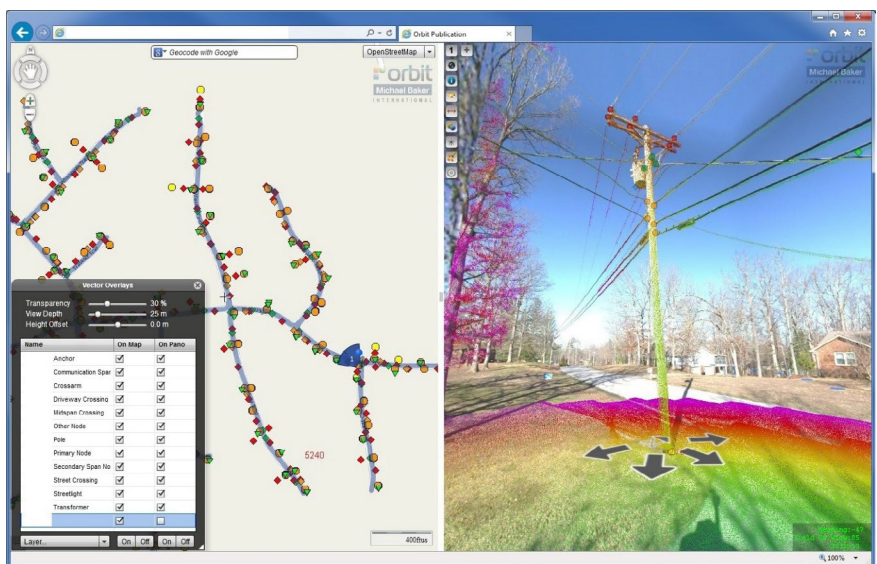 Orbit Publication
Geocode with Google
OpenStreetMap
orbit
Michael Baker
INTERNATIONAL
1
orbit
Michael Baker
INTERNATIONAL
N
Vector Overlays
Transparency 30 %
View Depth 25 m
Height Offset 0.0 m
Name On Map On Pano
Anchor
Communication Spar
Crossarm
Driveway Crossing
Midspan Crossing
Other Node
Pole
Primary Node
Secondary Span No
Street Crossing
Streetlight
Transformer
Layer... On Off On Off
1
5240
400ftus
100%